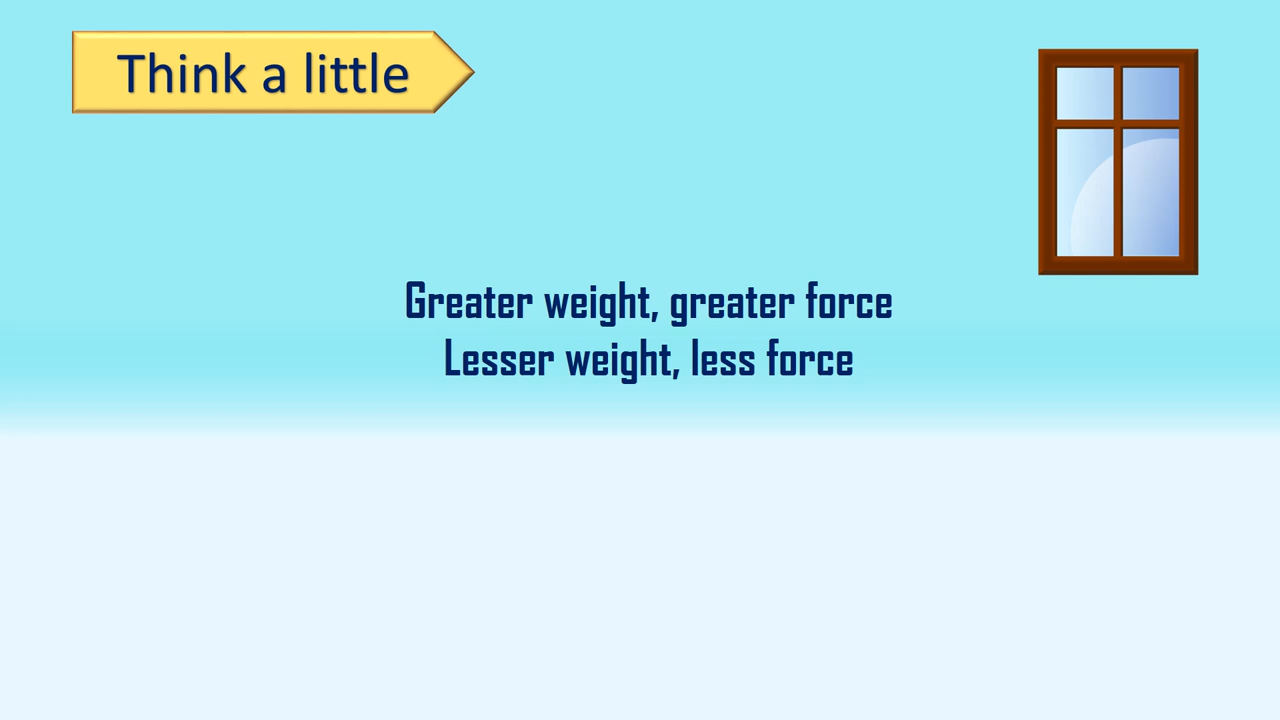 Think a little
Greater weight, greater force
Lesser weight, less force